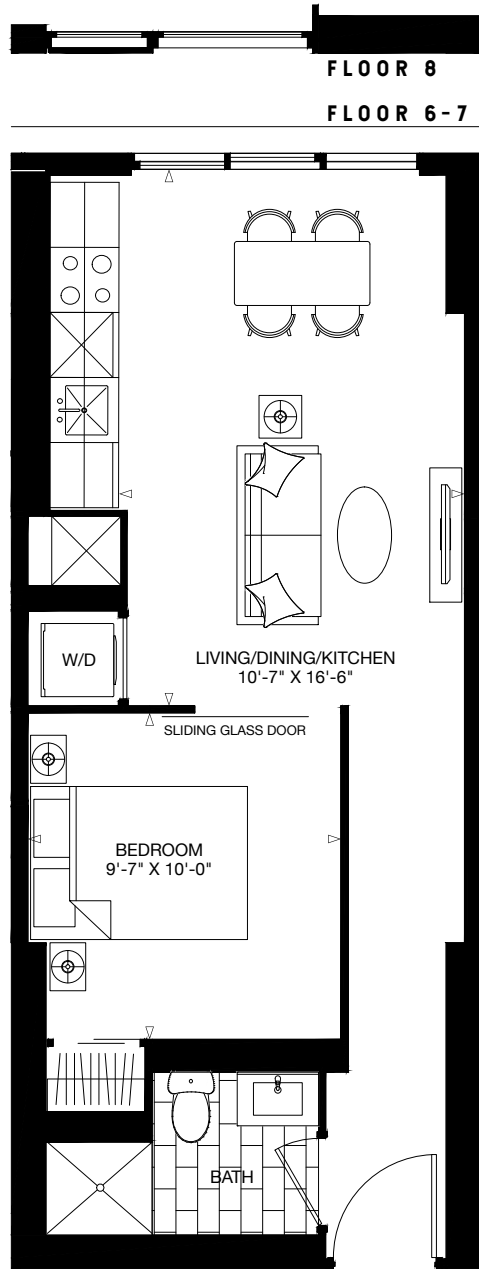 FLOOR 8
FLOOR 6-7
W/D
LIVING/DINING/KITCHEN
10'-7" X 16'-6"
SLIDING GLASS DOOR
BEDROOM
9'-7" X 10'-0"
BATH